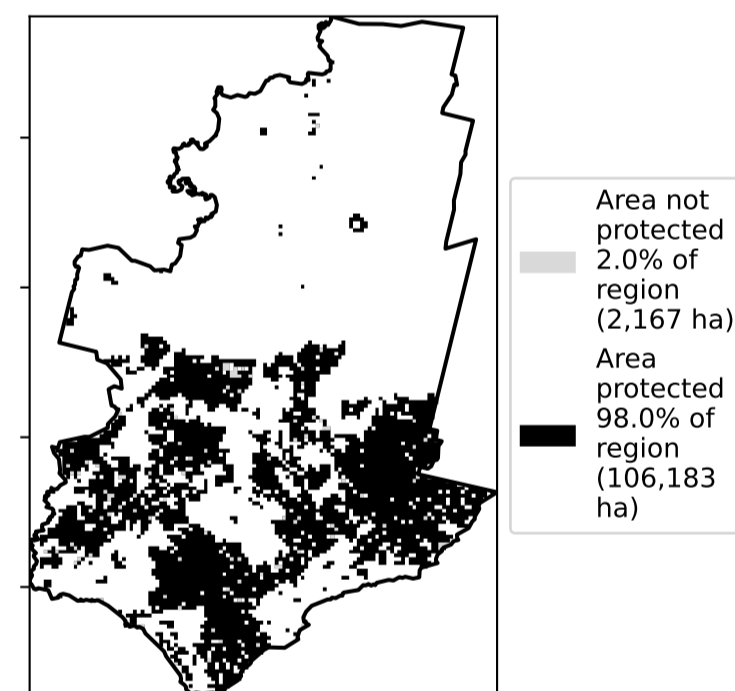 Area not
protected
2.0% of
region
(2,167 ha)
Area
protected
98.0% of
region
(106,183
ha)